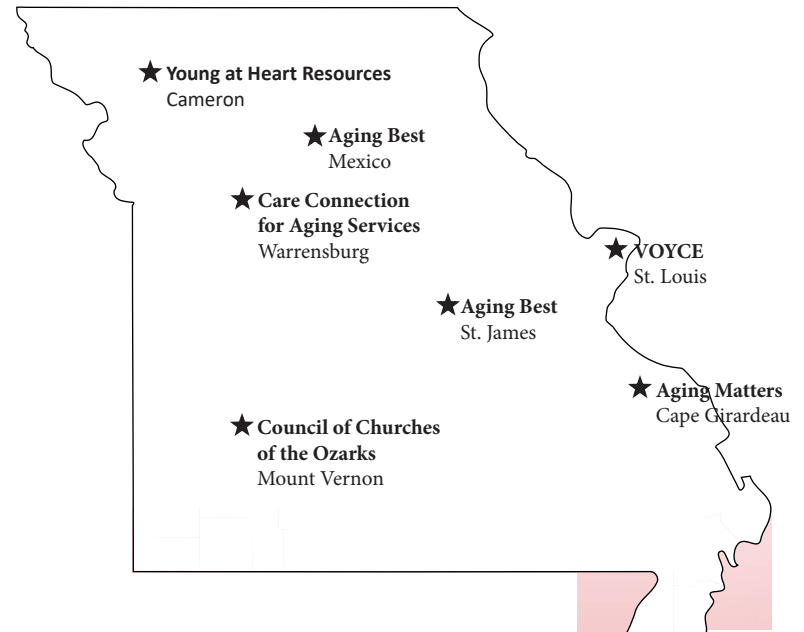 Young at Heart Resources
Cameron
Aging Best
Mexico
Care Connection
for Aging Services
Warrensburg
VOYCE
St. Louis
Aging Best
St. James
Aging Matters
Cape Girardeau
Council of Churches
of the Ozarks
Mount Vernon